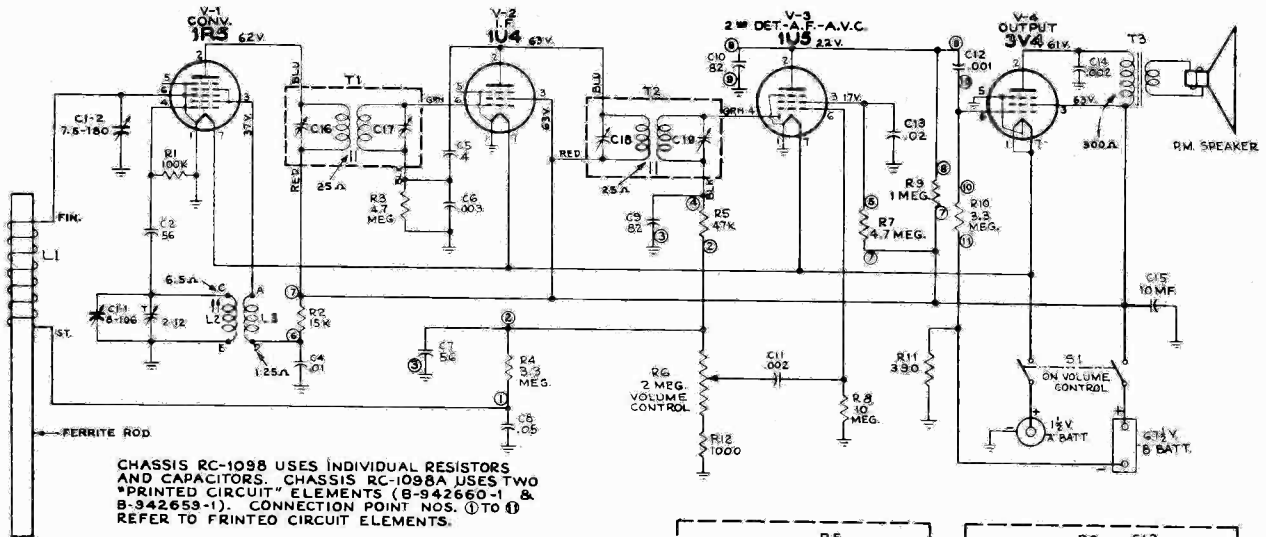 V-1
CONV.
1R5
62V.
V-2
I.F.
1U4
63V.
V-3
2ND DET.-A.F.-A.V.C.
1U5
22V.
V-4
OUTPUT
3V4
61V.
T3
C14
.002
C10
82
C12
.001
C1-2
7.5-180
37V.
BLU
T1
GRN
C16
C17
RED
25Ω
BLK
C5
.4
63V.
BLU
T2
GRN
C18
C19
RED
25Ω
BLK
17V.
C13
.02
63V.
300Ω
P.M. SPEAKER
R1
100K
R3
4.7
MEG.
C6
.003
C9
82
R5
47K
R9
1 MEG.
R7
4.7 MEG.
R10
3.3
MEG.
FIN.
L1
ST.
C2
56
6.5Ω
C
A
L2
L3
1.25Ω
2-12
R2
15K
C4
.01
C7
56
R4
3.3
MEG.
C8
.05
R6
2 MEG.
VOLUME
CONTROL
R12
1000
C11
.002
R8
10
MEG.
R11
390
C15
10 MF.
S1
ON VOLUME
CONTROL
1½V.
"A" BATT.
67½V.
B BATT.
FERRITE ROD
CHASSIS RC-1098 USES INDIVIDUAL RESISTORS
AND CAPACITORS. CHASSIS RC-1098A USES TWO
"PRINTED CIRCUIT" ELEMENTS (B-942660-1 &
B-942659-1). CONNECTION POINT NOS. ① TO ⑪
REFER TO PRINTED CIRCUIT ELEMENTS.